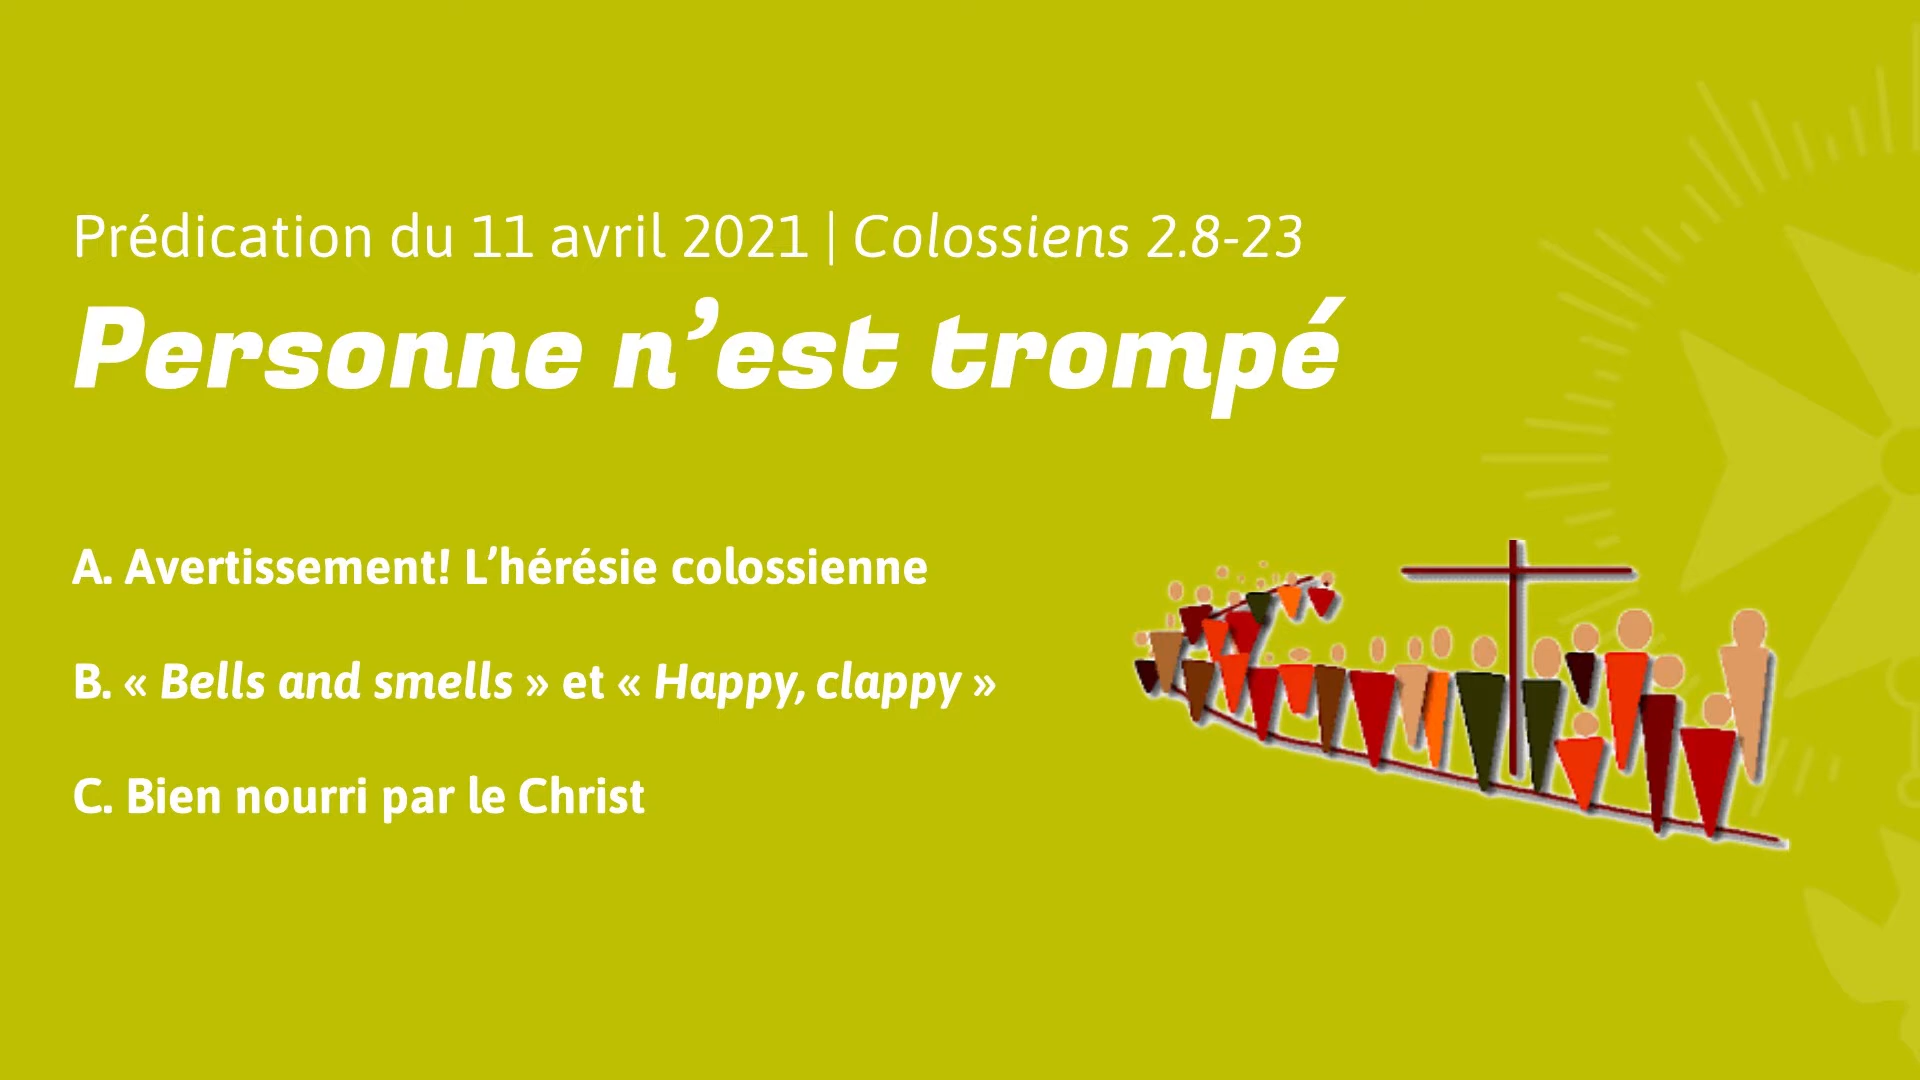 Prédication du 11 avril 2021 | Colossiens 2.8-23
Personne n’est trompé
A. Avertissement! L’hérésie colossienne
B. « Bells and smells » et « Happy, clappy »
C. Bien nourri par le Christ